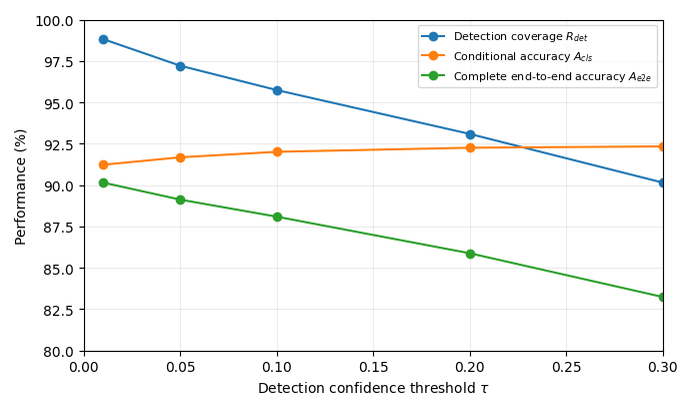 100.0
97.5
95.0
92.5
90.0
87.5
85.0
82.5
80.0
Performance (%)
Detection coverage R_det
Conditional accuracy A_cls
Complete end-to-end accuracy A_e2e
0.00 0.05 0.10 0.15 0.20 0.25 0.30
Detection confidence threshold τ